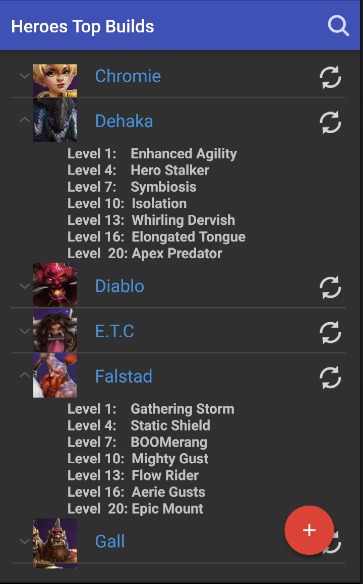 Heroes Top Builds
Chromie
Dehaka
Level 1: Enhanced Agility
Level 4: Hero Stalker
Level 7: Symbiosis
Level 10: Isolation
Level 13: Whirling Dervish
Level 16: Elongated Tongue
Level 20: Apex Predator
Diablo
E.T.C
Falstad
Level 1: Gathering Storm
Level 4: Static Shield
Level 7: BOOMerang
Level 10: Mighty Gust
Level 13: Flow Rider
Level 16: Aerie Gusts
Level 20: Epic Mount
Gall
+